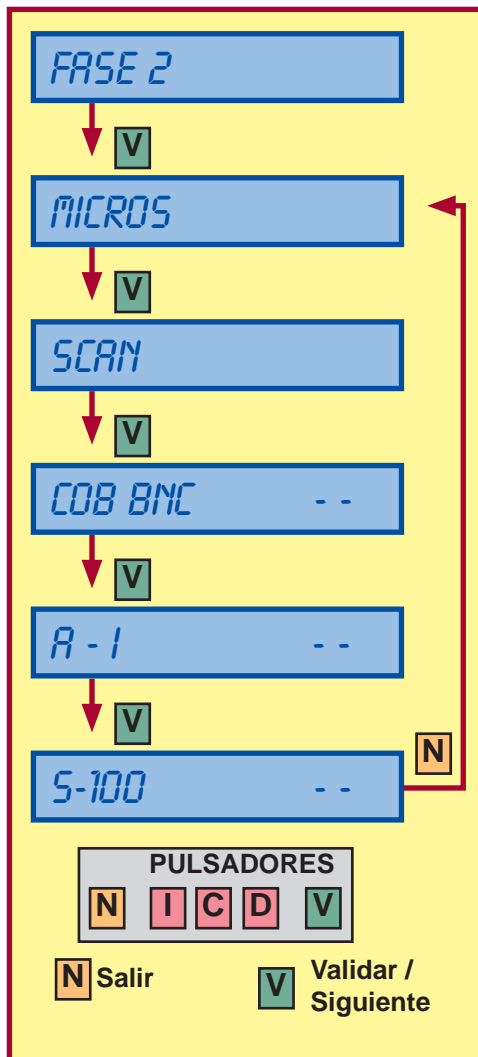 FASE 2
V
MICROS
V
SCAN
V
COB BNC - -
V
A - 1 - -
V
S-100 - -
N
PULSADORES
N I C D V
N Salir
V Validar /
Siguiente